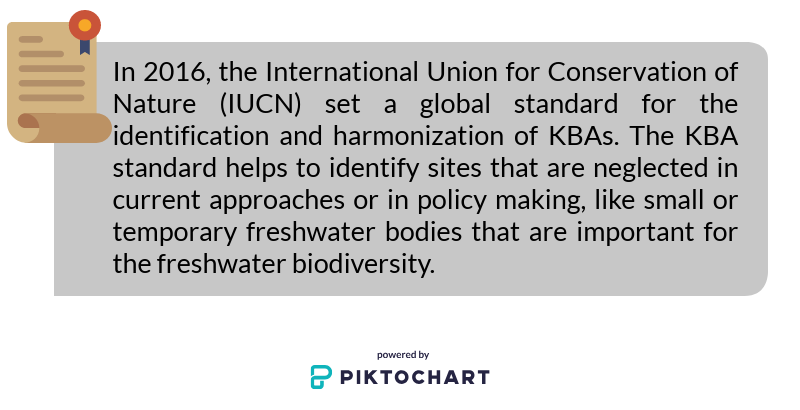 In 2016, the International Union for Conservation of
Nature (IUCN) set a global standard for the
identification and harmonization of KBAs. The KBA
standard helps to identify sites that are neglected in
current approaches or in policy making, like small or
temporary freshwater bodies that are important for
the freshwater biodiversity.
powered by
PIKTOCHART